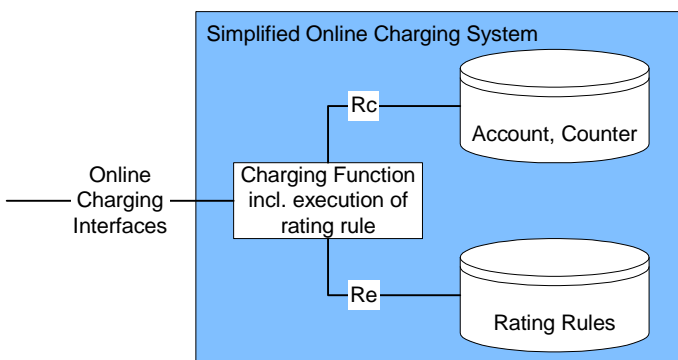 Simplified Online Charging System
Rc
Account, Counter
Online
Charging
Interfaces
Charging Function
incl. execution of
rating rule
Re
Rating Rules